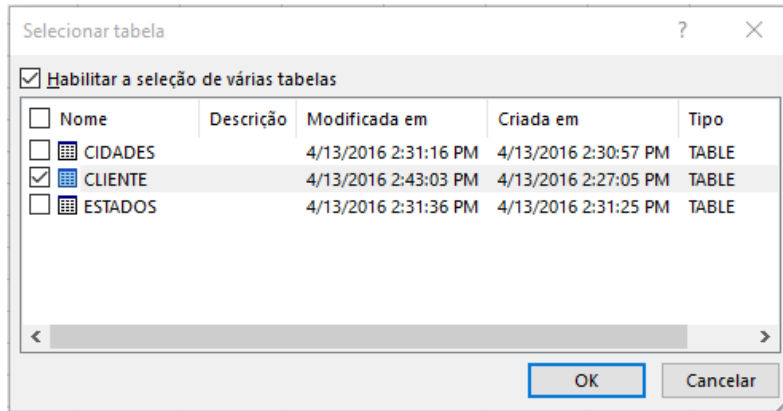 Selecionar tabela ?
Habilitar a seleção de várias tabelas
Nome Descrição Modificada em Criada em Tipo
CIDADES 4/13/2016 2:31:16 PM 4/13/2016 2:30:57 PM TABLE
CLIENTE 4/13/2016 2:43:03 PM 4/13/2016 2:27:05 PM TABLE
ESTADOS 4/13/2016 2:31:36 PM 4/13/2016 2:31:25 PM TABLE
OK Cancelar